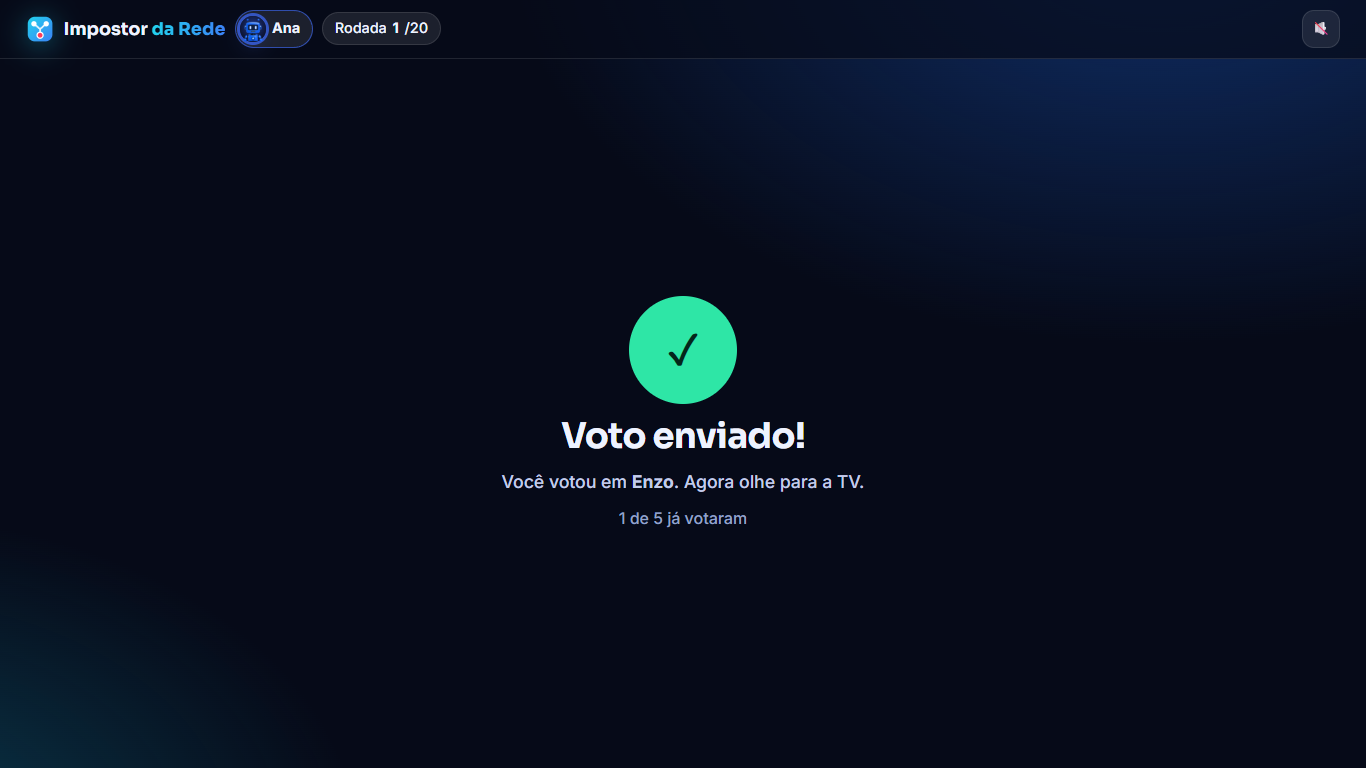 Impostor da Rede Ana Rodada 1 /20
Voto enviado!
Você votou em Enzo. Agora olhe para a TV.
1 de 5 já votaram